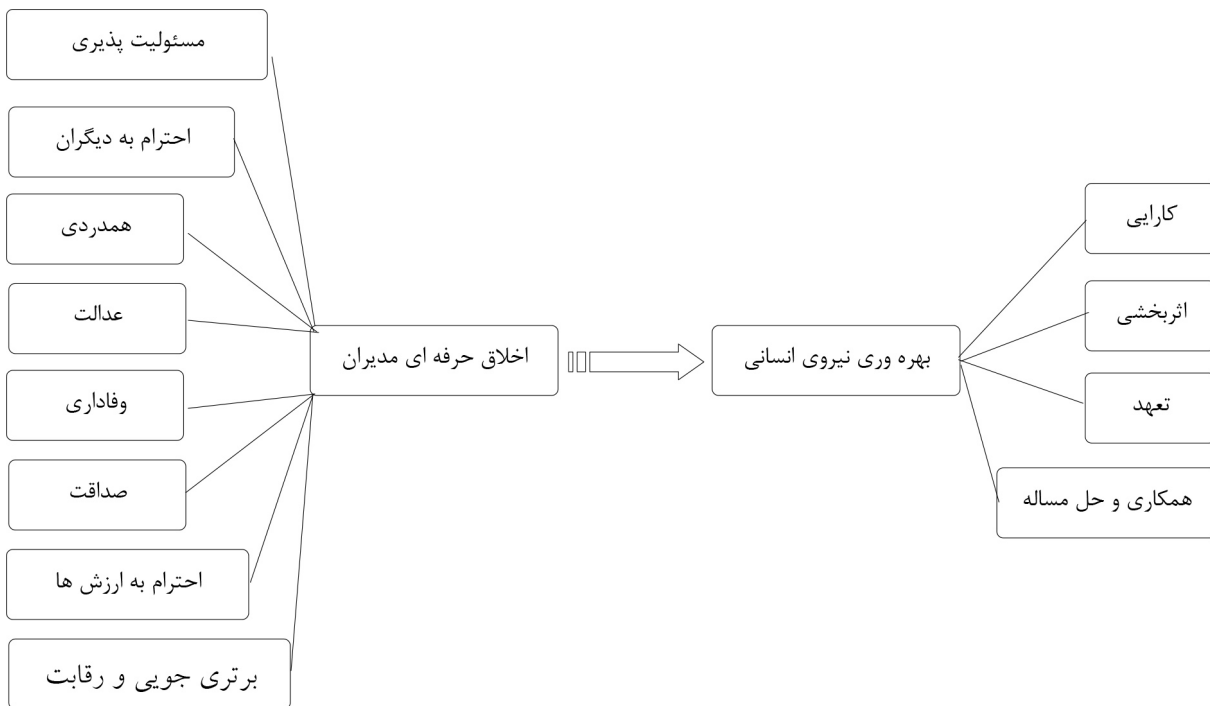 مسئولیت پذیری
احترام به دیگران
همدردی
عدالت
وفاداری
صداقت
احترام به ارزش ها
برتری جویی و رقابت
اخلاق حرفه ای مدیران
بهره وری نیروی انسانی
کارایی
اثربخشی
تعهد
همکاری و حل مساله